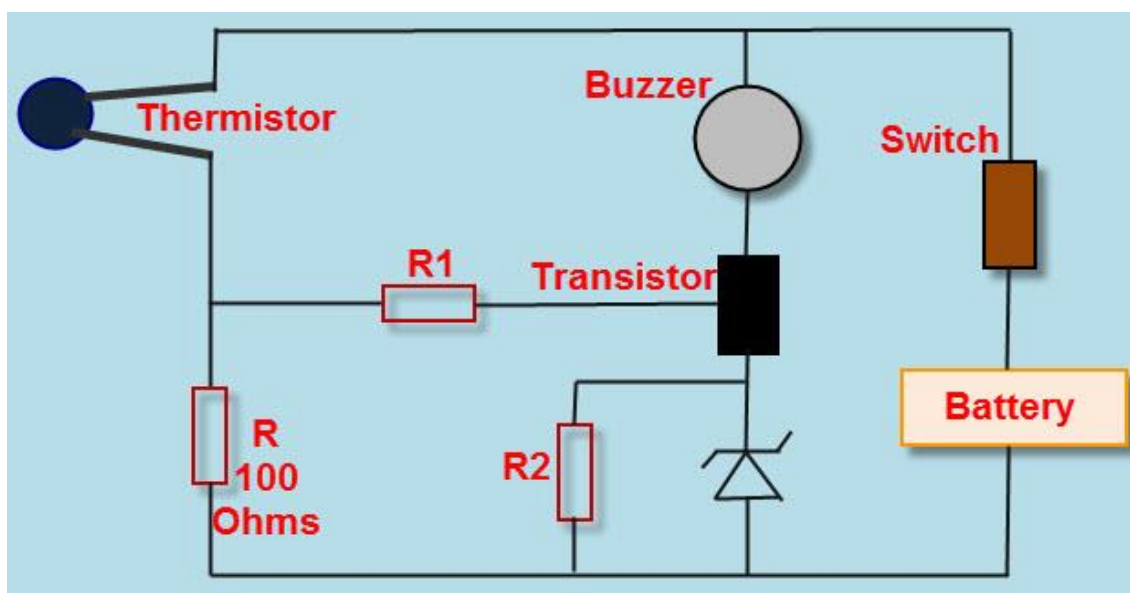 Buzzer
Thermistor
Switch
R1
Transistor
Battery
R
100
Ohms
R2